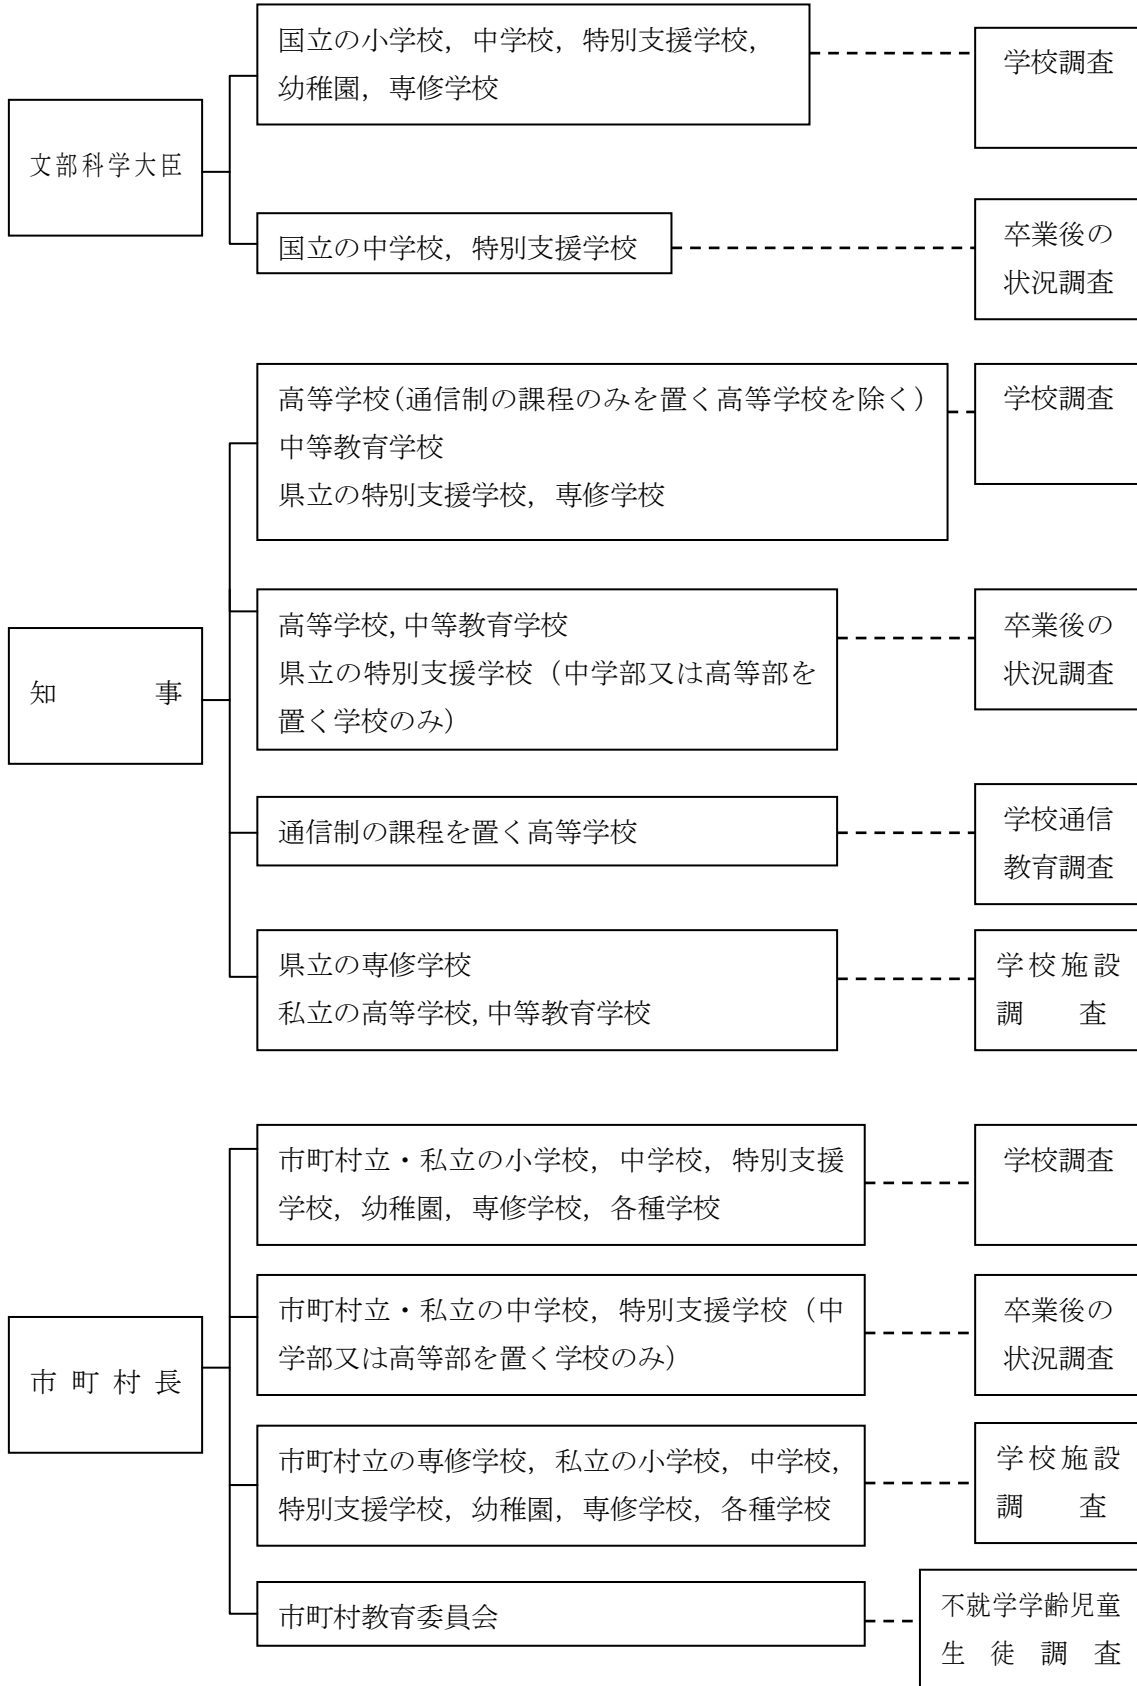 国立の小学校，中学校，特別支援学校，
幼稚園，専修学校
学校調査
文部科学大臣
国立の中学校，特別支援学校
卒業後の
状況調査
高等学校（通信制の課程のみを置く高等学校を除く）
中等教育学校
県立の特別支援学校，専修学校
学校調査
知事
高等学校，中等教育学校
県立の特別支援学校（中学部又は高等部を
置く学校のみ）
卒業後の
状況調査
通信制の課程を置く高等学校
学校通信
教育調査
県立の専修学校
私立の高等学校，中等教育学校
学校施設
調査
市町村立・私立の小学校，中学校，特別支援
学校，幼稚園，専修学校，各種学校
学校調査
市町村長
市町村立・私立の中学校，特別支援学校（中
学部又は高等部を置く学校のみ）
卒業後の
状況調査
市町村立の専修学校，私立の小学校，中学校，
特別支援学校，幼稚園，専修学校，各種学校
学校施設
調査
市町村教育委員会
不就学学齢児童
生徒調査